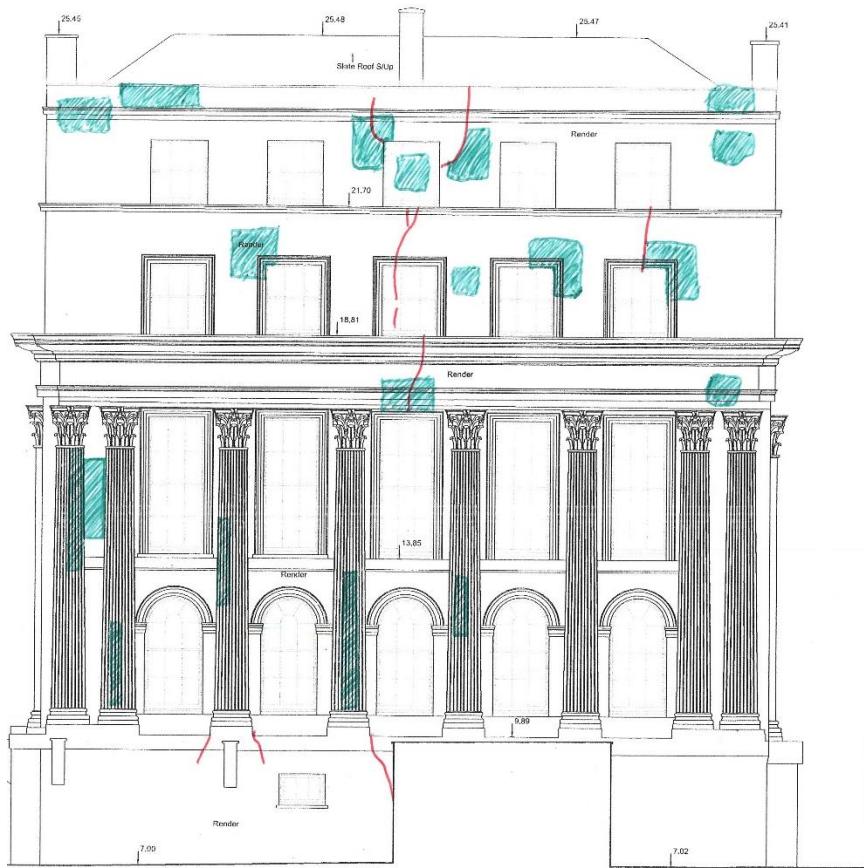 25.45
25.48
25.47
25.41
Slate Roof S/Up
Render
21.70
Render
18,81
Render
13,85
Render
9,89
Render
7.00
7.02